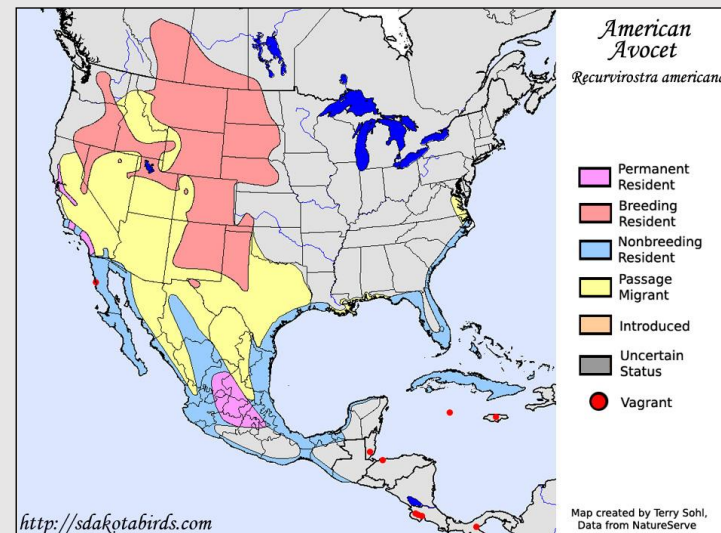 American
Avocet
Recurvirostra americana
Permanent
Resident
Breeding
Resident
Nonbreeding
Resident
Passage
Migrant
Introduced
Uncertain
Status
Vagrant
http://sdakotabirds.com
Map created by Terry Sohl,
Data from NatureServe